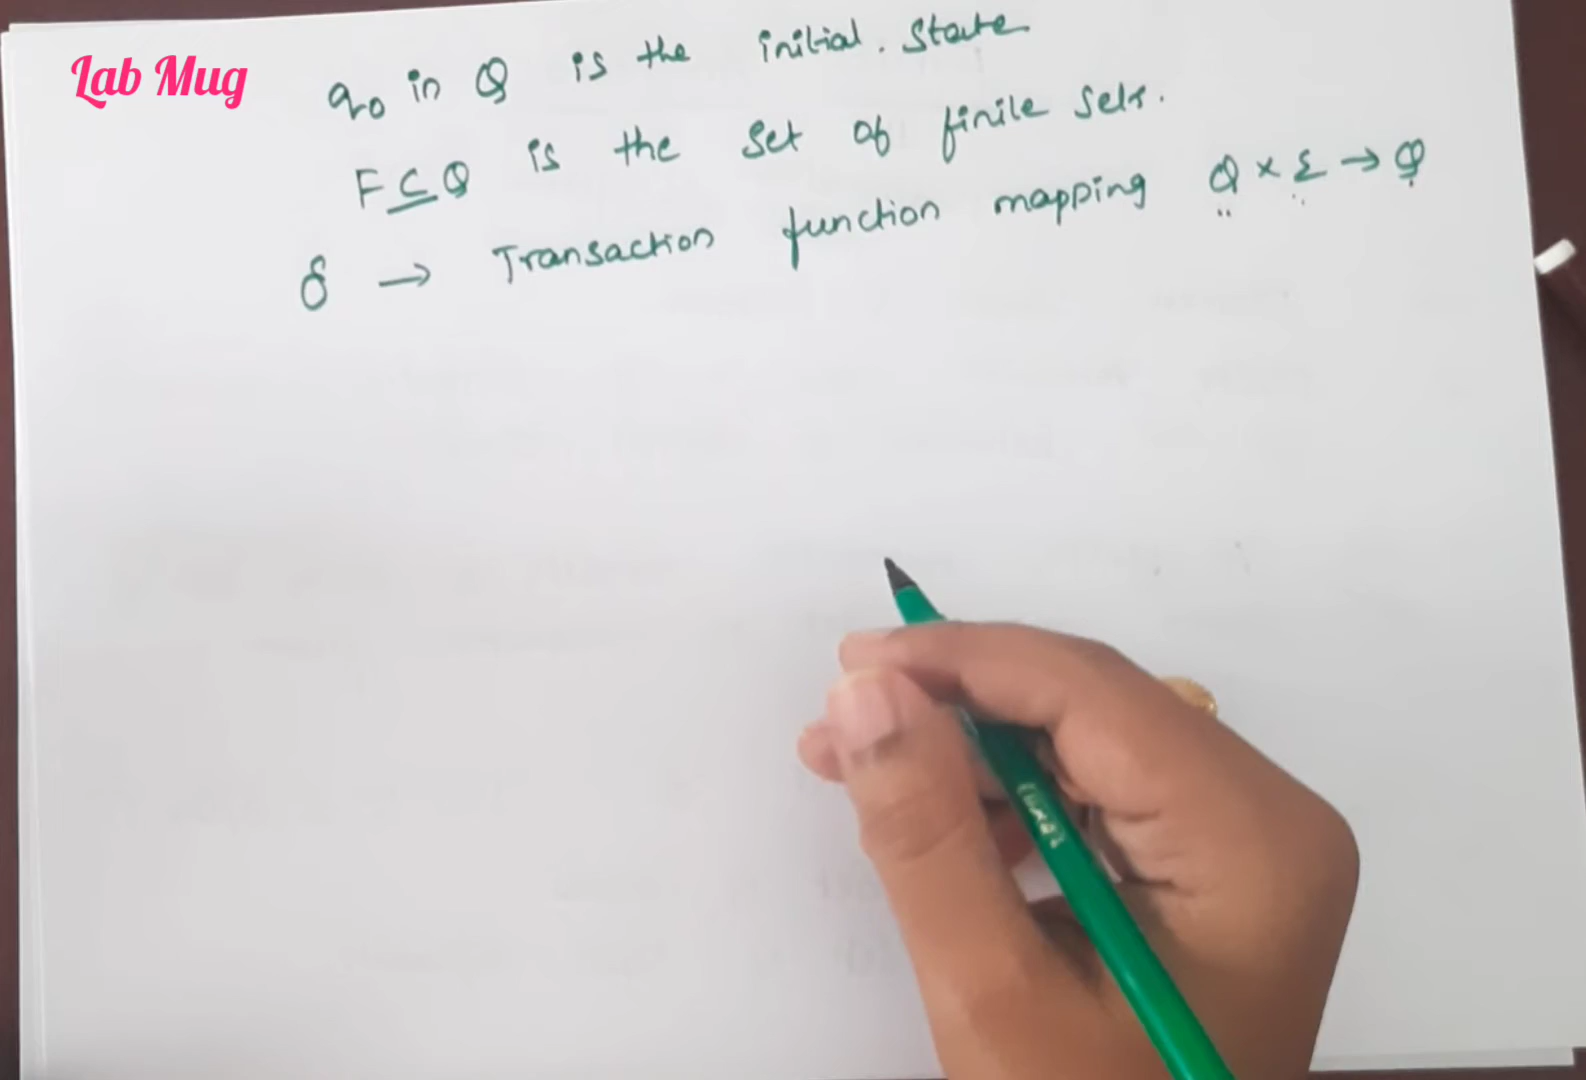 Lab Mug
q0 in Q is the initial. State
F ⊆ Q is the Set of finite Sets.
δ → Transaction function mapping Q × Σ → Q